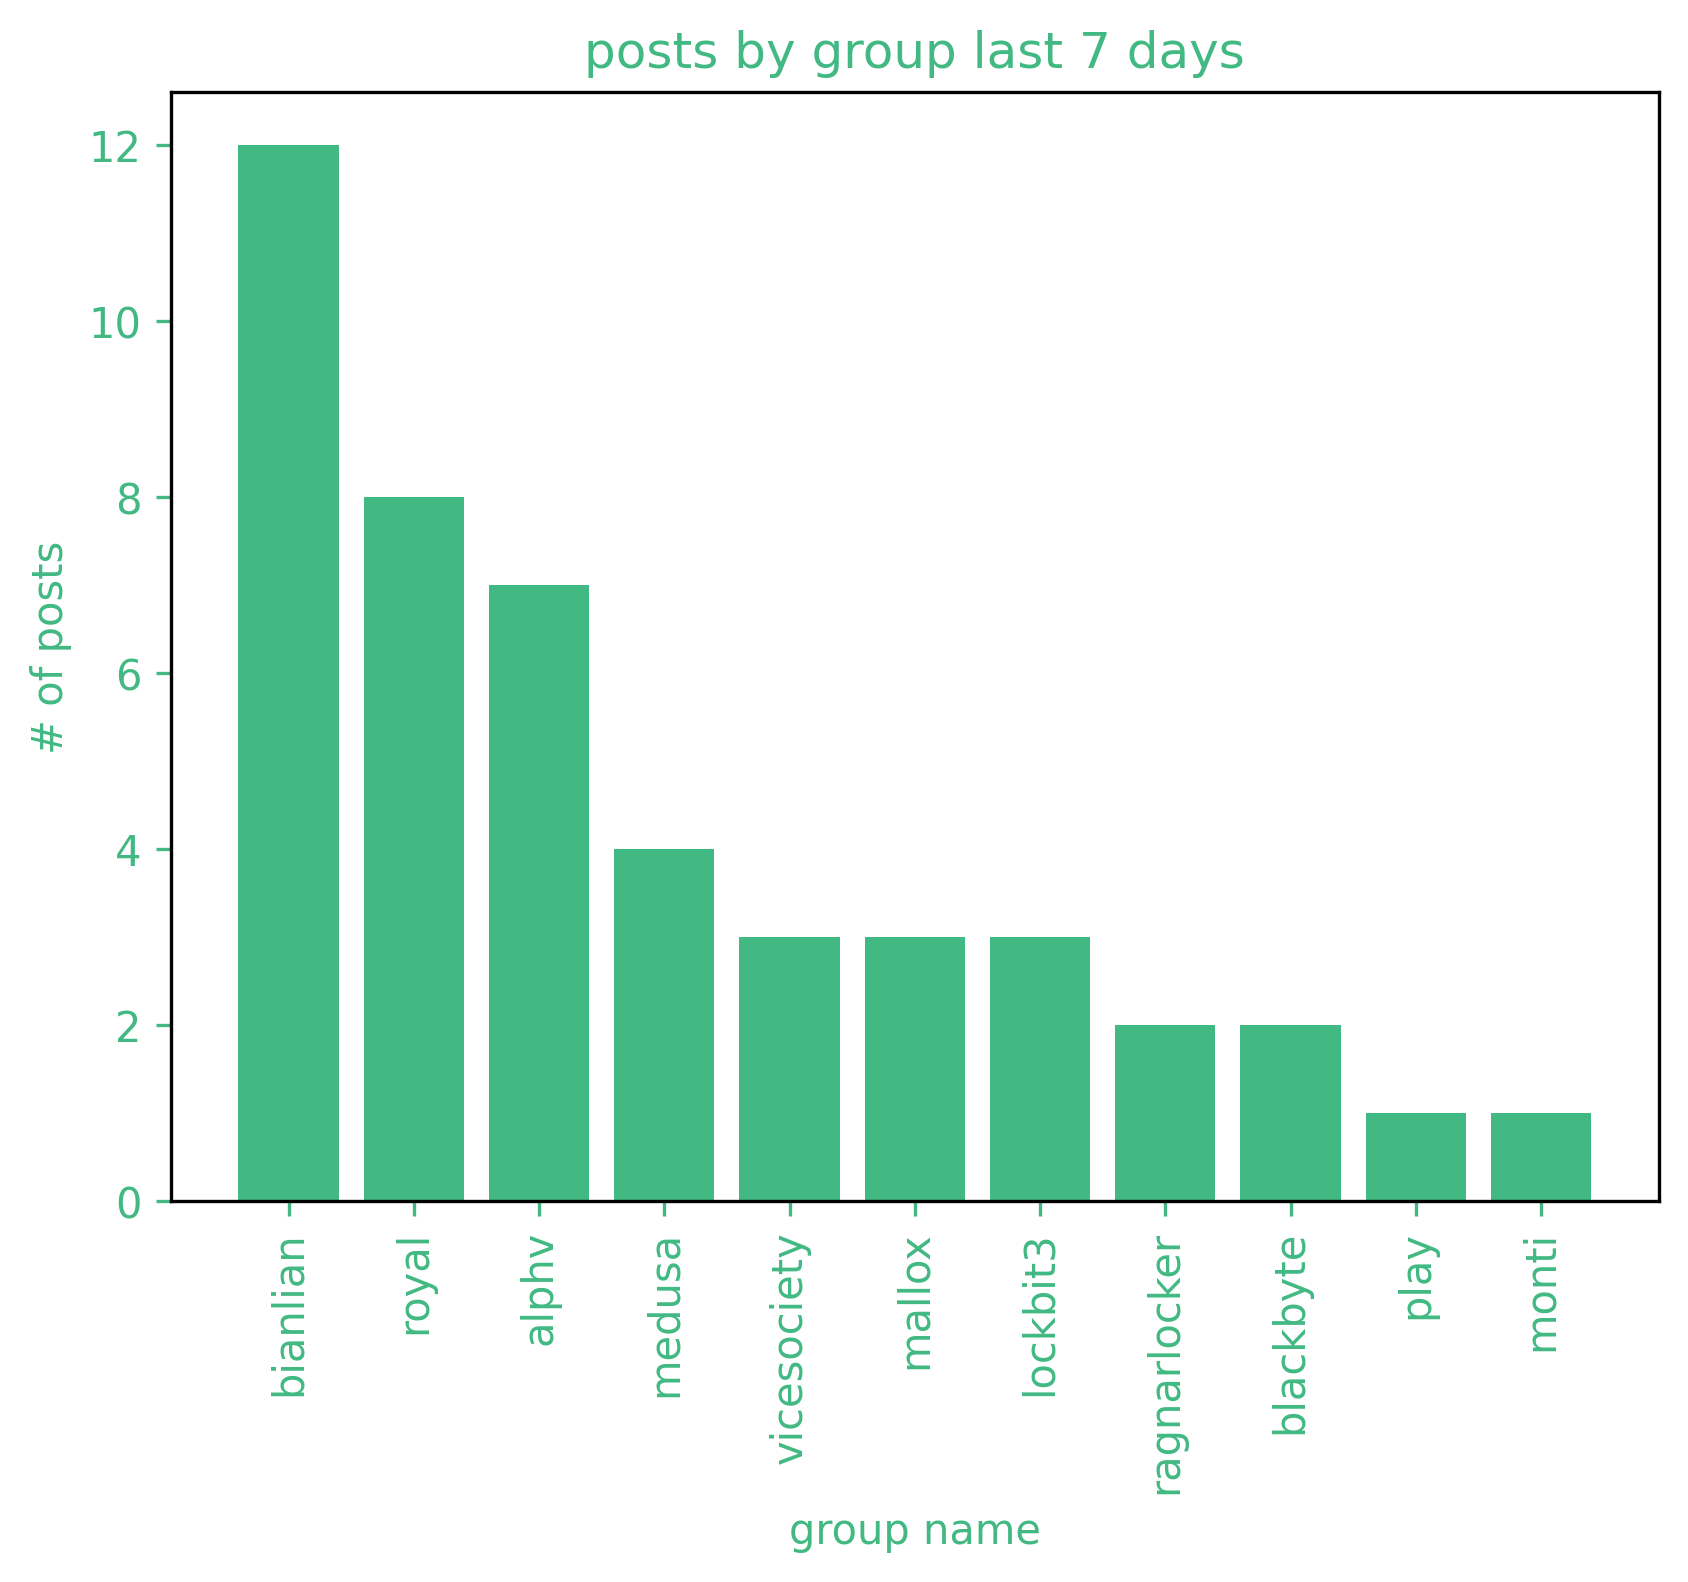 posts by group last 7 days
12
10
8
6
4
2
0
# of posts
bianlian
royal
alphv
medusa
vicesociety
mallox
lockbit3
ragnarlocker
blackbyte
play
monti
group name